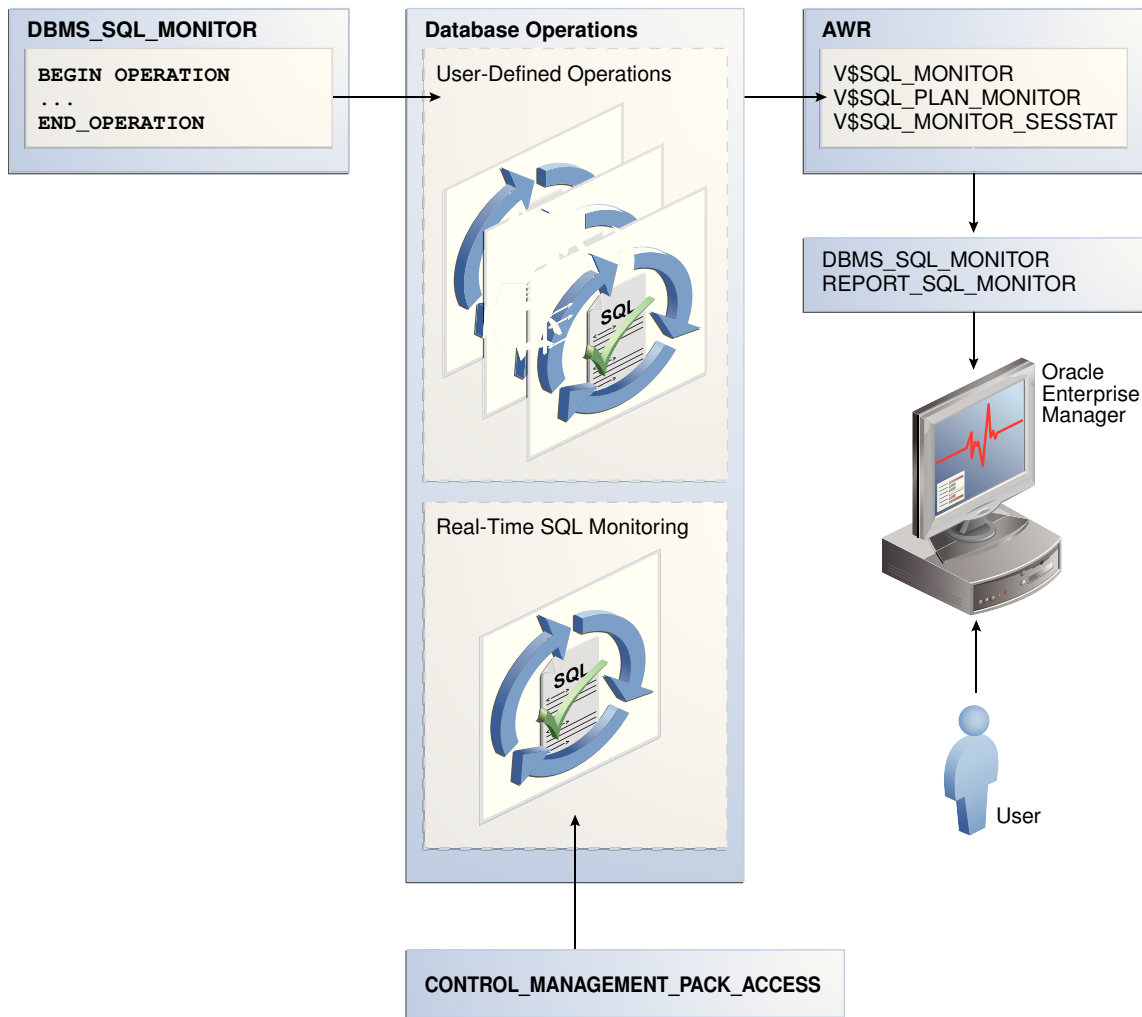 DBMS_SQL_MONITOR
BEGIN OPERATION
...
END_OPERATION
Database Operations
User-Defined Operations
SQL
Real-Time SQL Monitoring
SQL
CONTROL_MANAGEMENT_PACK_ACCESS
AWR
V$SQL_MONITOR
V$SQL_PLAN_MONITOR
V$SQL_MONITOR_SESSTAT
DBMS_SQL_MONITOR
REPORT_SQL_MONITOR
Oracle
Enterprise
Manager
User